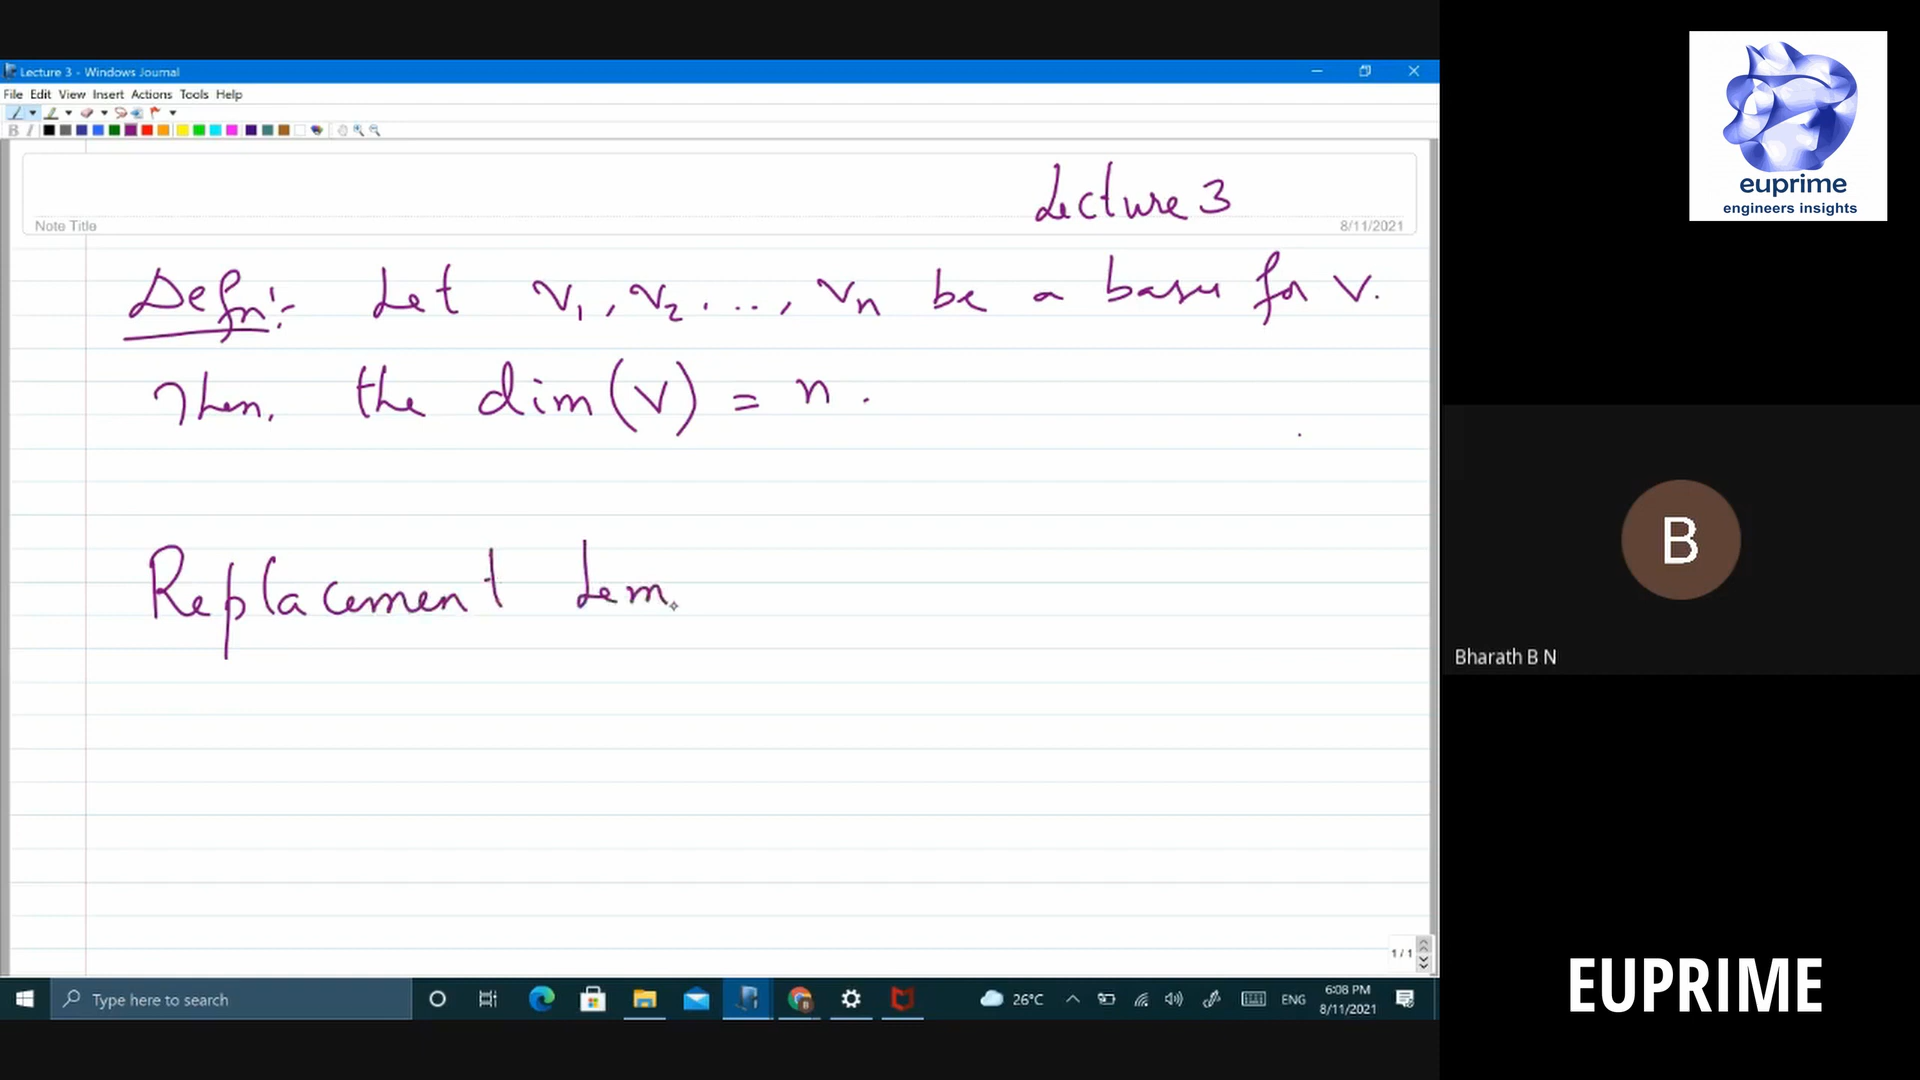 Lecture 3 - Windows Journal
File Edit View Insert Actions Tools Help
B I
Lecture 3
Note Title
8/11/2021
Defn:- Let v1, v2 . . . , vn be a basis for V.
Then, the dim(V) = n .
Replacement Lem
1 / 1
Type here to search
26°C
ENG
6:08 PM
8/11/2021
euprime
engineers insights
B
Bharath B N
EUPRIME